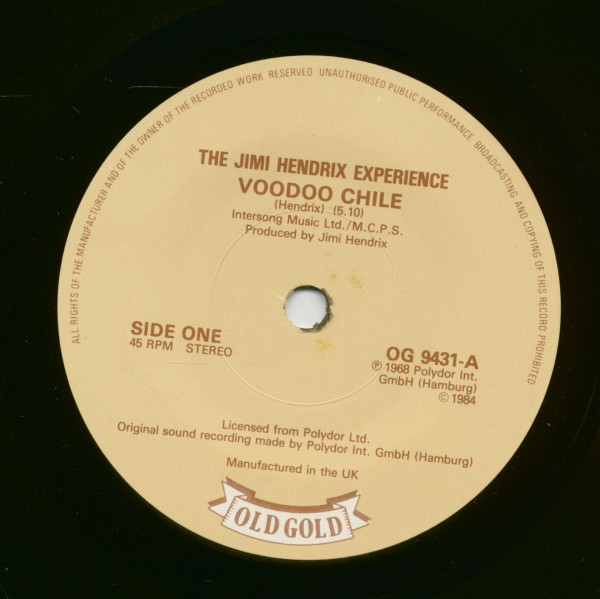 ALL RIGHTS OF THE MANUFACTURER AND OF THE OWNER OF THE RECORDED WORK RESERVED UNAUTHORISED PUBLIC PERFORMANCE BROADCASTING AND COPYING OF THIS RECORD PROHIBITED
THE JIMI HENDRIX EXPERIENCE
VOODOO CHILE
(Hendrix) (5.10)
Intersong Music Ltd./M.C.P.S.
Produced by Jimi Hendrix
SIDE ONE
45 RPM STEREO
OG 9431-A
℗ 1968 Polydor Int.
GmbH (Hamburg)
© 1984
Licensed from Polydor Ltd.
Original sound recording made by Polydor Int. GmbH (Hamburg)
Manufactured in the UK
OLD GOLD